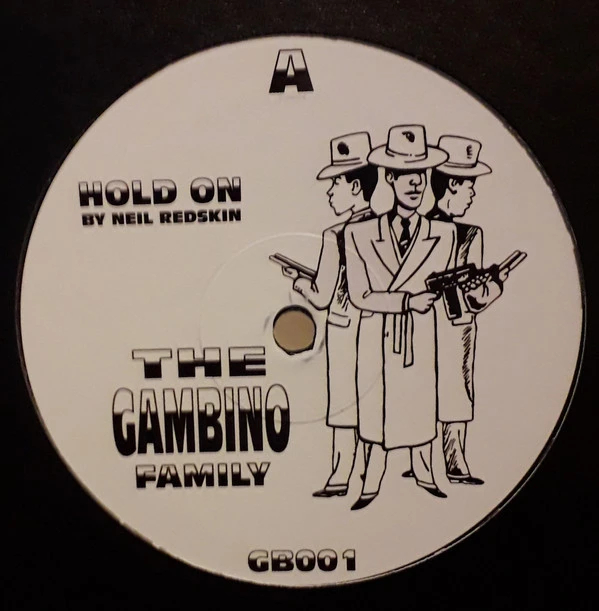 A
HOLD ON
BY NEIL REDSKIN
THE
GAMBINO
FAMILY
GB001